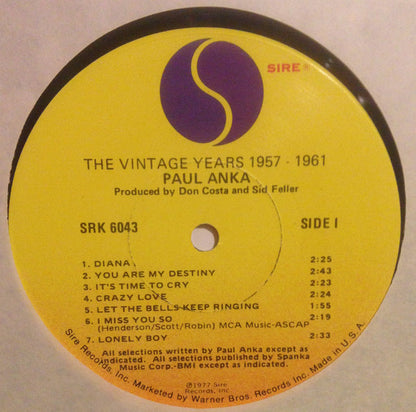 SIRE®
THE VINTAGE YEARS 1957 - 1961
PAUL ANKA
Produced by Don Costa and Sid Feller
SRK 6043 SIDE I
1. DIANA 2:25
2. YOU ARE MY DESTINY 2:43
3. IT'S TIME TO CRY 2:23
4. CRAZY LOVE 2:24
5. LET THE BELLS KEEP RINGING 1:55
6. I MISS YOU SO 2:19
(Henderson/Scott/Robin) MCA Music-ASCAP
7. LONELY BOY 2:33
All selections written by Paul Anka except as
indicated. All selections published by Spanka
Music Corp.-BMI except as indicated.
℗1977 Sire
Records, Inc.
Sire Records, Inc. Marketed by Warner Bros. Records Inc. Made in U.S.A.